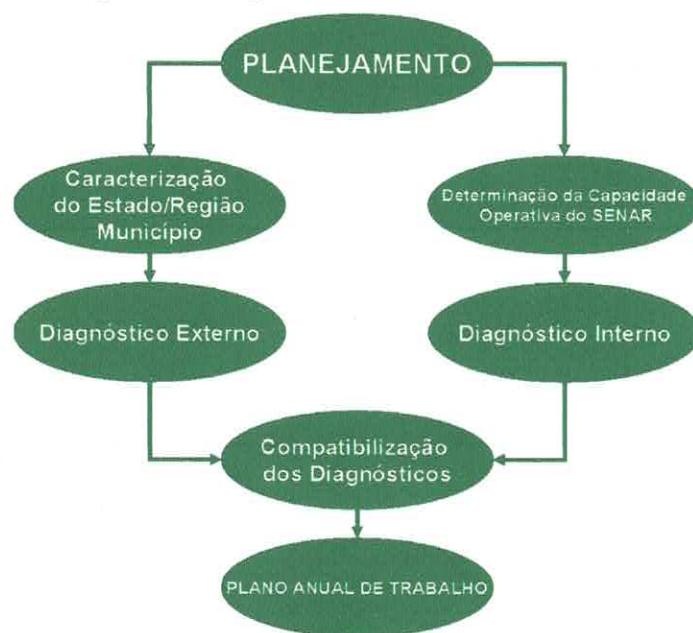 PLANEJAMENTO
Caracterização
do Estado/Região
Município
Determinação da Capacidade
Operativa do SENAR
Diagnóstico Externo
Diagnóstico Interno
Compatibilização
dos Diagnósticos
PLANO ANUAL DE TRABALHO